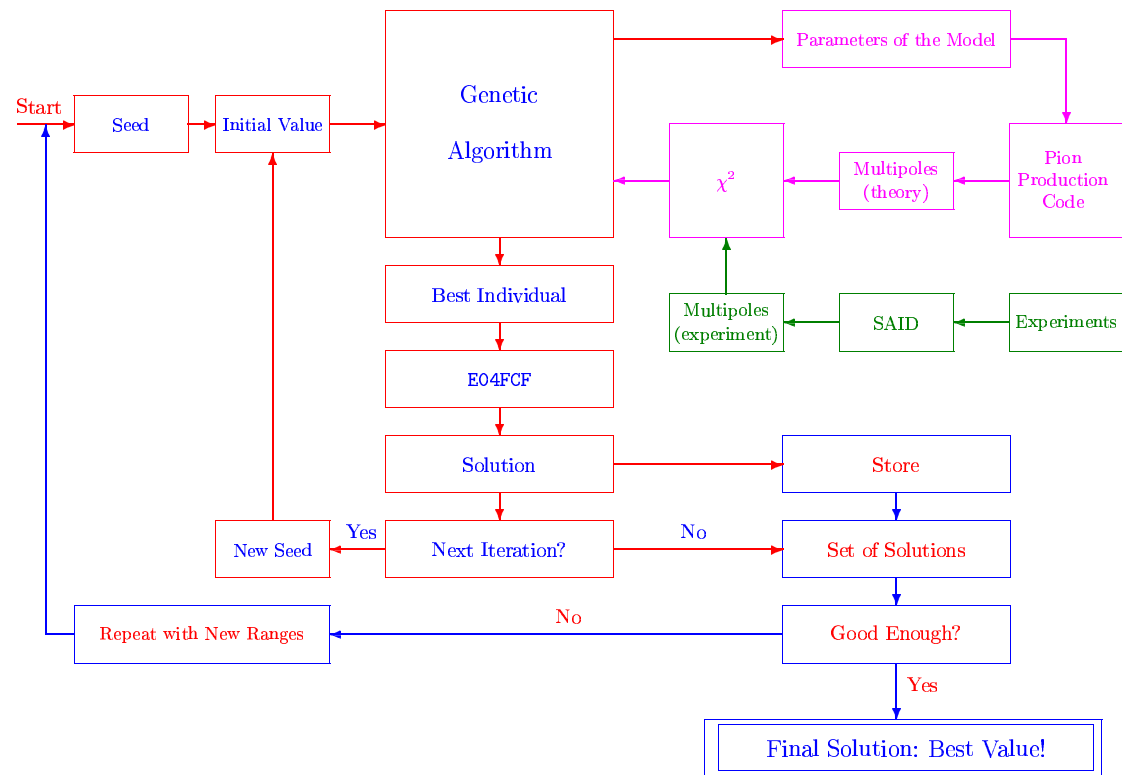 Start
Seed
Initial Value
Genetic
Algorithm
Parameters of the Model
Pion
Production
Code
Multipoles
(theory)
χ²
Best Individual
Multipoles
(experiment)
SAID
Experiments
E04FCF
Solution
Store
New Seed
Yes
Next Iteration?
No
Set of Solutions
Repeat with New Ranges
No
Good Enough?
Yes
Final Solution: Best Value!